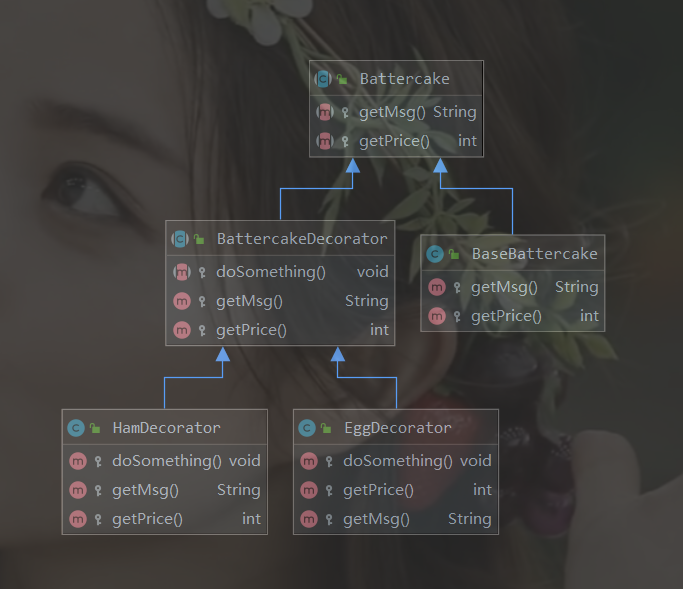 Battercake
getMsg() String
getPrice() int
BattercakeDecorator
doSomething() void
getMsg() String
getPrice() int
BaseBattercake
getMsg() String
getPrice() int
HamDecorator
doSomething() void
getMsg() String
getPrice() int
EggDecorator
doSomething() void
getPrice() int
getMsg() String